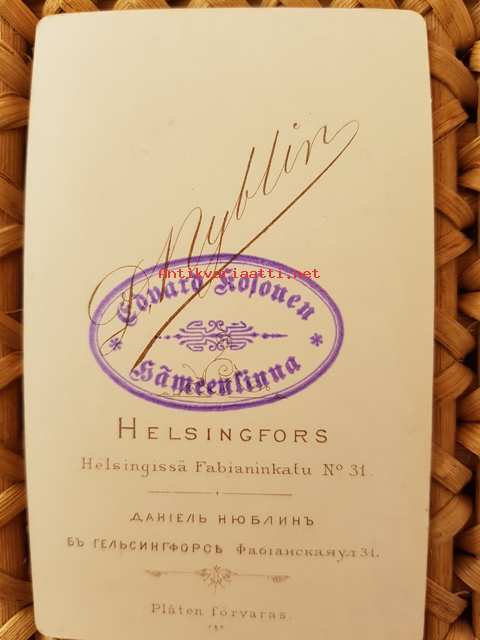 D. Nyblin
Antikvariaatti.net
Edvard Kosonen
* *
Hämeenlinna
HELSINGFORS
Helsingissä Fabianinkatu Nº 31.
ДАНІЕЛЬ НЮБЛИНЪ
ВЪ ГЕЛЬСИНГФОРСѢ Фабіанская ул 31.
Plåten förvaras.